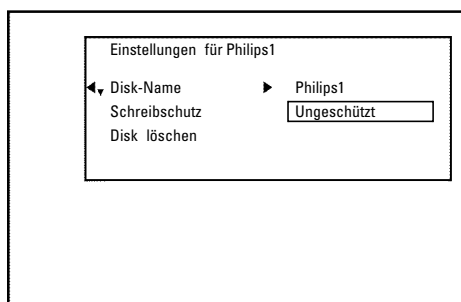 Einstellungen für Philips1
Disk-Name Philips1
Schreibschutz Ungeschützt
Disk löschen